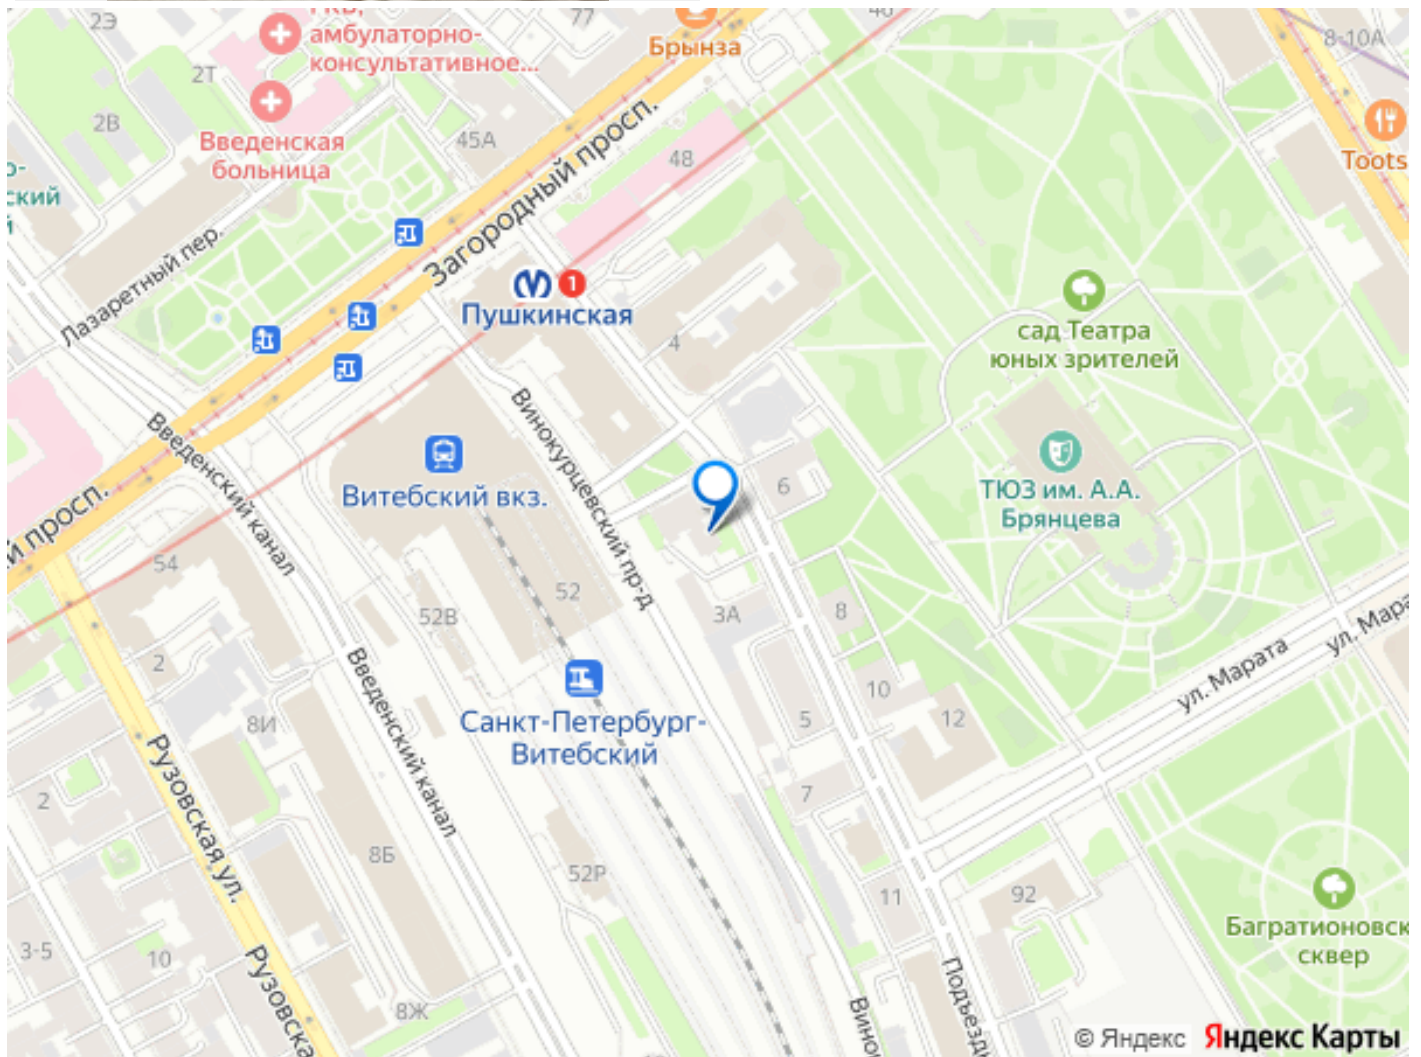 2Э
77
46
8-10А
ГКВ,
амбулаторно-
консультативное...
2Т
Брынза
2В
45А
Введенская
больница
48
Toots
ский
Загородный просп.
Лазаретный пер.
1
Пушкинская
4
сад Театра
юных зрителей
Введенский канал
Винокурцевский пр-д
Витебский вкз.
6
ТЮЗ им. А.А.
Брянцева
й просп.
54
52
52В
3А
8
ул. Марата
ул. Мара
2
Введенский канал
10
Санкт-Петербург-
Витебский
8И
5
12
Рузовская ул.
2
7
8Б
52Р
11
92
Багратионовск
сквер
3-5
10
Рузовска
8Ж
Вино
Подъезд
© Яндекс Яндекс Карты